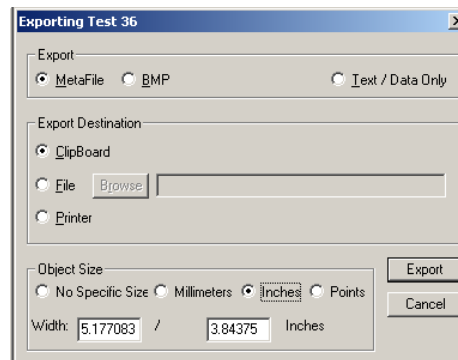 Exporting Test 36
Export
MetaFile BMP Text / Data Only
Export Destination
ClipBoard
File Browse
Printer
Object Size
No Specific Size Millimeters Inches Points
Width: 5.177083 / 3.84375 Inches
Export
Cancel